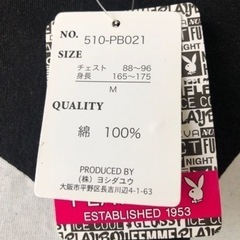 NO. 510-PB021
SIZE
チェスト 88～96
身長 165～175
M
QUALITY
綿 100%
PRODUCED BY
(株) ヨシダユウ
大阪市平野区長吉川辺4-1-63
ESTABLISHED 1953